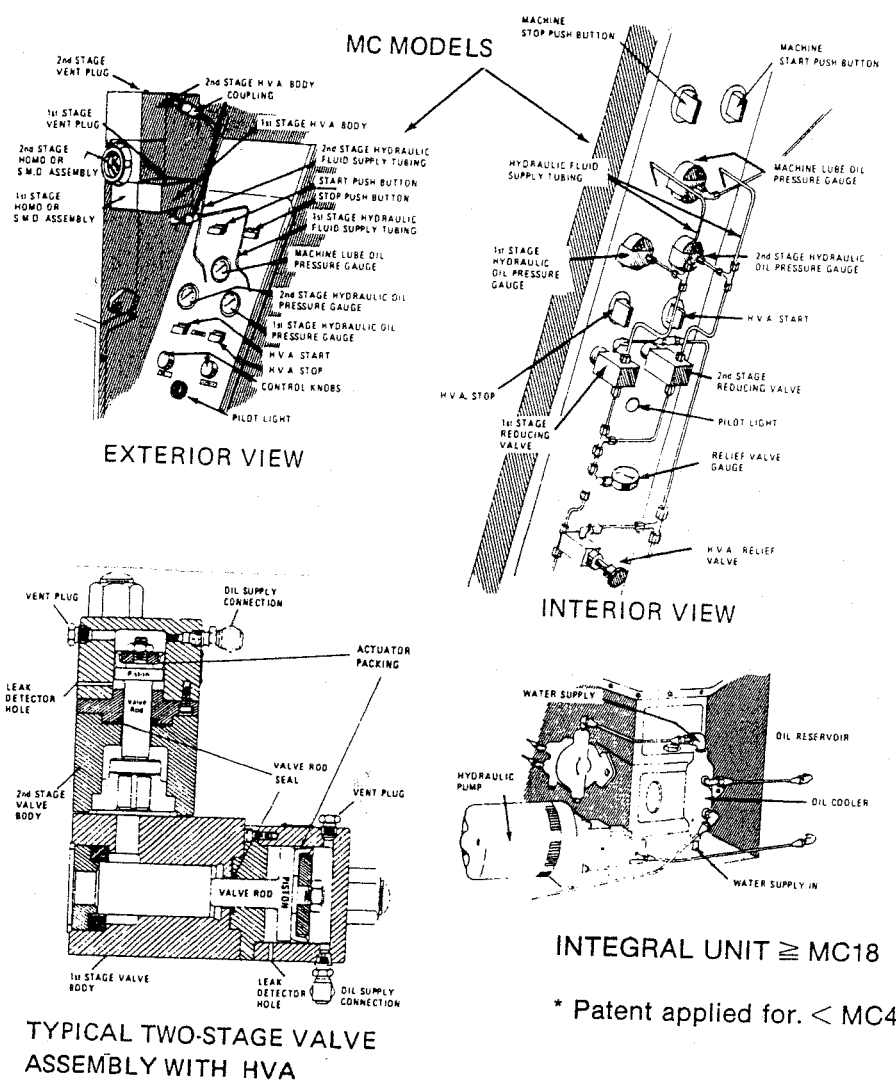 MC MODELS
2nd STAGE
VENT PLUG
2nd STAGE H.V.A. BODY
COUPLING
1st STAGE
VENT PLUG
1st STAGE H.V.A. BODY
2nd STAGE
HOMO OR
S.M.D. ASSEMBLY
1st STAGE
HOMO OR
S.M.D. ASSEMBLY
2nd STAGE HYDRAULIC
FLUID SUPPLY TUBING
START PUSH BUTTON
STOP PUSH BUTTON
1st STAGE HYDRAULIC
FLUID SUPPLY TUBING
MACHINE LUBE OIL
PRESSURE GAUGE
2nd STAGE HYDRAULIC OIL
PRESSURE GAUGE
1st STAGE HYDRAULIC OIL
PRESSURE GAUGE
H.V.A. START
H.V.A. STOP
CONTROL KNOBS
PILOT LIGHT
EXTERIOR VIEW
MACHINE
STOP PUSH BUTTON
MACHINE
START PUSH BUTTON
HYDRAULIC FLUID
SUPPLY TUBING
MACHINE LUBE OIL
PRESSURE GAUGE
1st STAGE
HYDRAULIC
OIL PRESSURE
GAUGE
2nd STAGE HYDRAULIC
OIL PRESSURE GAUGE
H.V.A. START
H.V.A. STOP
2nd STAGE
REDUCING VALVE
1st STAGE
REDUCING
VALVE
PILOT LIGHT
RELIEF VALVE
GAUGE
H.V.A. RELIEF
VALVE
INTERIOR VIEW
VENT PLUG
OIL SUPPLY
CONNECTION
ACTUATOR
PACKING
Piston
Valve
Rod
LEAK
DETECTOR
HOLE
VALVE ROD
SEAL
2nd STAGE
VALVE
BODY
VENT PLUG
VALVE ROD
PISTON
1st STAGE VALVE
BODY
LEAK
DETECTOR
HOLE
OIL SUPPLY
CONNECTION
TYPICAL TWO-STAGE VALVE
ASSEMBLY WITH HVA
WATER SUPPLY
OIL RESERVOIR
HYDRAULIC
PUMP
OIL COOLER
WATER SUPPLY IN
INTEGRAL UNIT ≧ MC18
* Patent applied for. < MC4